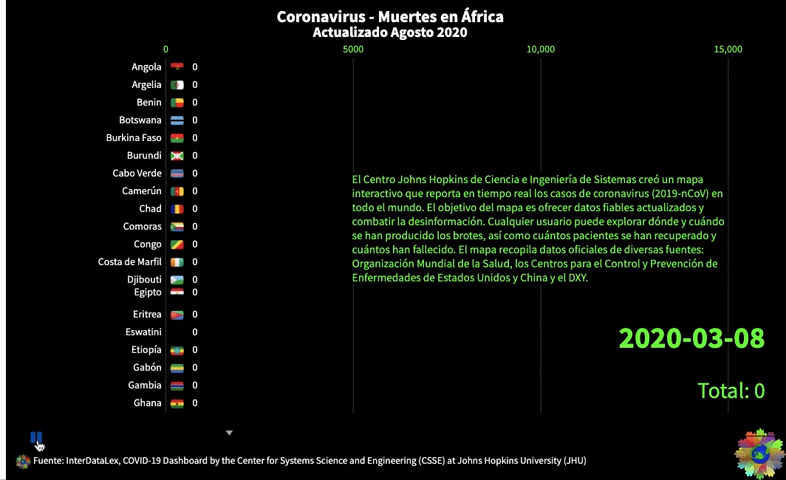 Coronavirus - Muertes en África
Actualizado Agosto 2020
0 5000 10,000 15,000
Angola 0
Argelia 0
Benin 0
Botswana 0
Burkina Faso 0
Burundi 0
Cabo Verde 0
Camerún 0
Chad 0
Comoras 0
Congo 0
Costa de Marfil 0
Djibouti 0
Egipto 0
Eritrea 0
Eswatini 0
Etiopía 0
Gabón 0
Gambia 0
Ghana 0
El Centro Johns Hopkins de Ciencia e Ingeniería de Sistemas creó un mapa
interactivo que reporta en tiempo real los casos de coronavirus (2019-nCoV) en
todo el mundo. El objetivo del mapa es ofrecer datos fiables actualizados y
combatir la desinformación. Cualquier usuario puede explorar dónde y cuándo
se han producido los brotes, así como cuántos pacientes se han recuperado y
cuántos han fallecido. El mapa recopila datos oficiales de diversas fuentes:
Organización Mundial de la Salud, los Centros para el Control y Prevención de
Enfermedades de Estados Unidos y China y el DXY.
2020-03-08
Total: 0
Fuente: InterDataLex, COVID-19 Dashboard by the Center for Systems Science and Engineering (CSSE) at Johns Hopkins University (JHU)